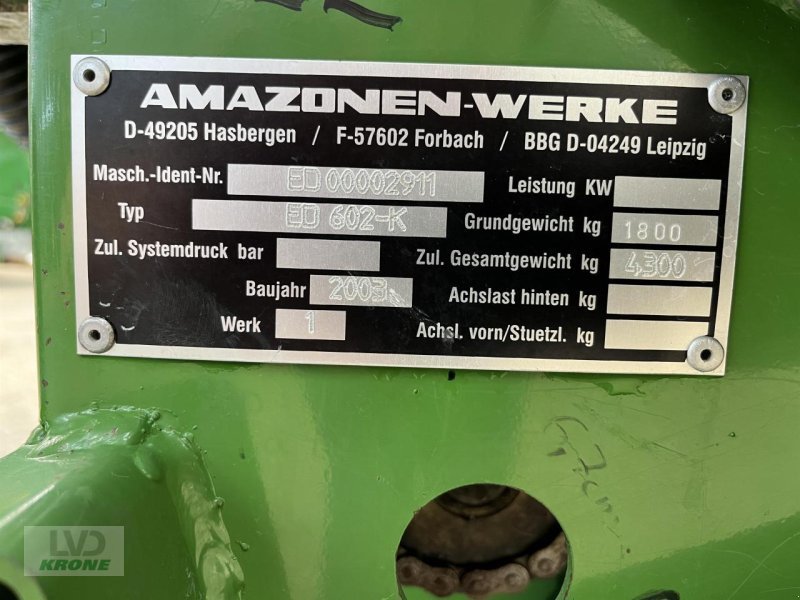 AMAZONEN-WERKE
D-49205 Hasbergen / F-57602 Forbach / BBG D-04249 Leipzig
Masch.-Ident-Nr. ED00002911
Leistung KW
Typ ED 602-K
Grundgewicht kg 1800
Zul. Systemdruck bar
Zul. Gesamtgewicht kg 4300
Baujahr 2003
Achslast hinten kg
Werk 1
Achsl. vorn/Stuetzl. kg
LVD
KRONE